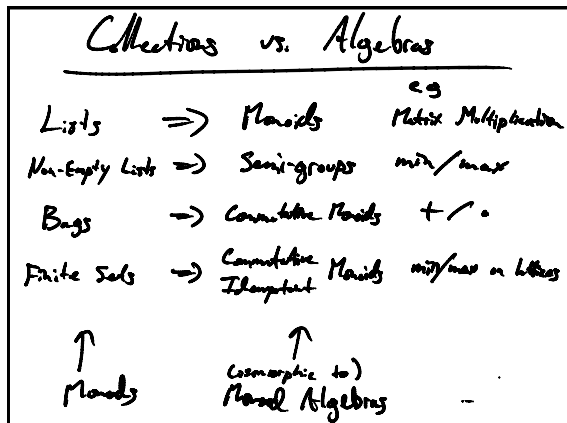 Collections vs. Algebras
eg
Lists => Monoids Matrix Multiplication
Non-Empty Lists => Semi-groups min/max
Bags => Commutative Monoids + / •
Finite Sets => Commutative Idempotent Monoids min/max on lattices
↑ ↑
(isomorphic to)
Monads Monad Algebras